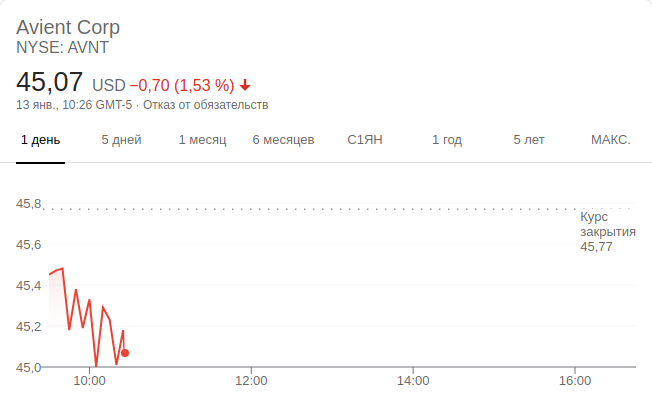 Avient Corp
NYSE: AVNT
45,07 USD −0,70 (1,53 %)
13 янв., 10:26 GMT-5 · Отказ от обязательств
1 день 5 дней 1 месяц 6 месяцев С1ЯН 1 год 5 лет МАКС.
45,8
Курс
закрытия
45,77
45,6
45,4
45,2
45,0
10:00 12:00 14:00 16:00